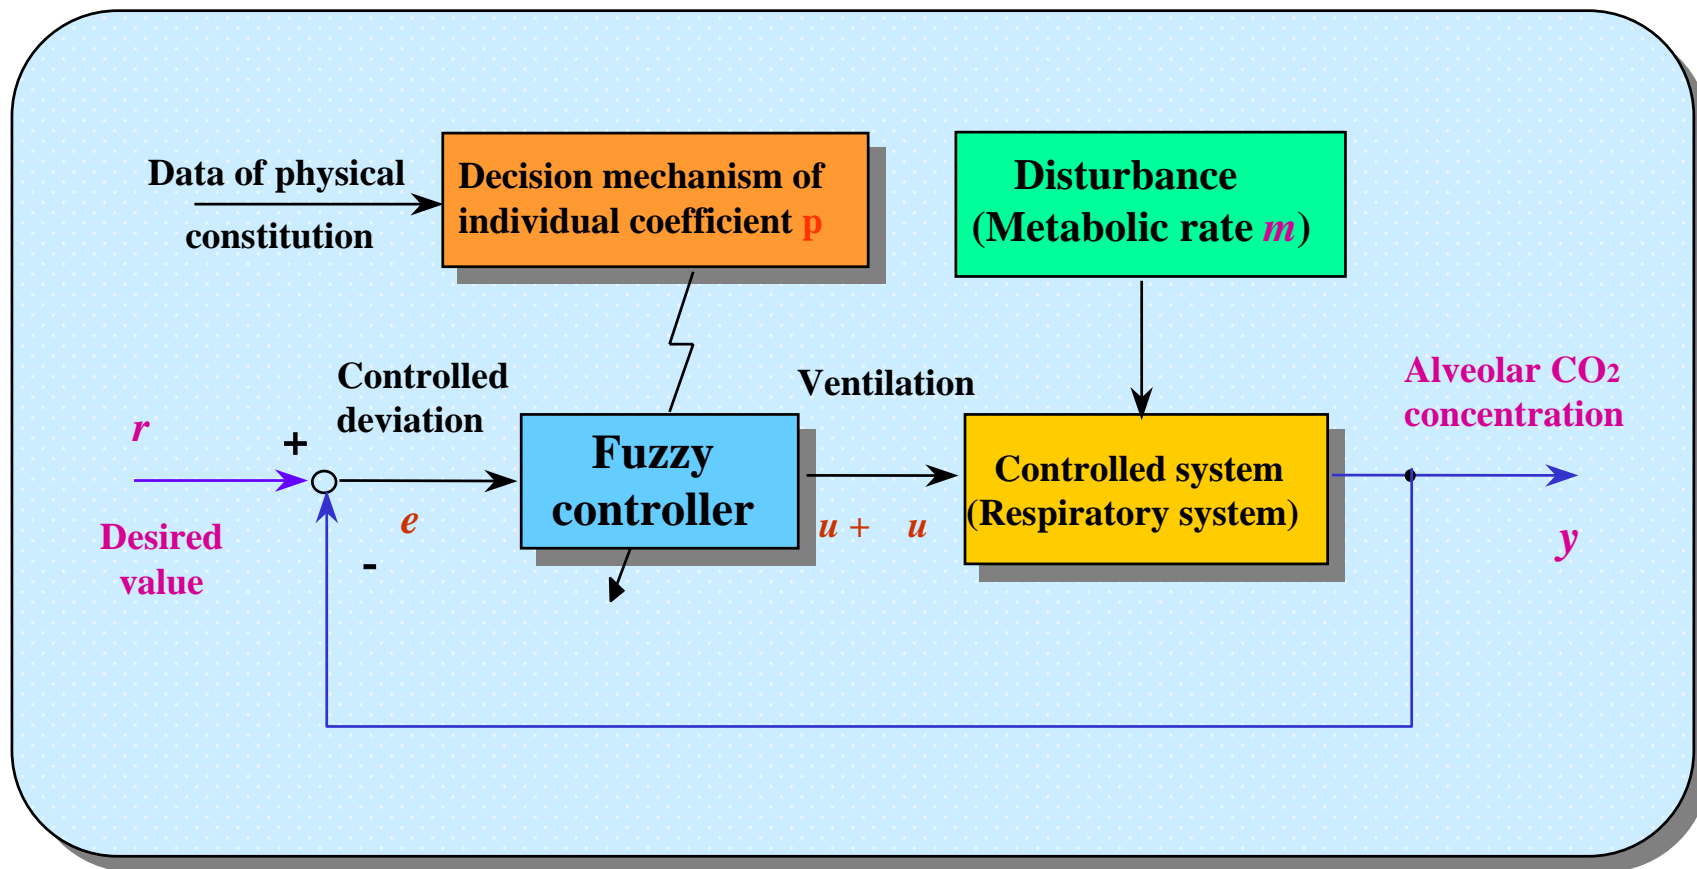 Data of physical
constitution
Decision mechanism of
individual coefficient p
Disturbance
(Metabolic rate m)
Controlled
deviation
Ventilation
Alveolar CO2
concentration
r
+
Fuzzy
controller
Controlled system
(Respiratory system)
e
u + u
Desired
value
-
y